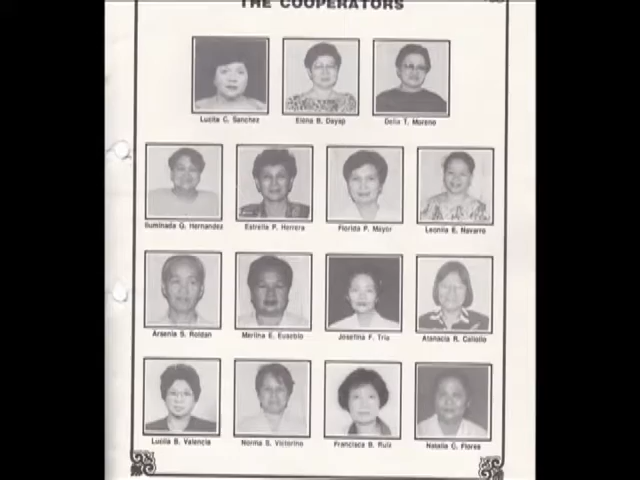 THE COOPERATORS
Lucita C. Sanchez Elena B. Dayap Delia T. Moreno
Iluminada G. Hernandez Estrella P. Herrera Florida P. Mayor Leonila E. Navarro
Arsenia S. Roldan Merlina E. Eusebio Josefina F. Tria Atanacia R. Callollo
Lucila B. Valencia Norma S. Victorino Francisca B. Ruiz Natalia C. Flores